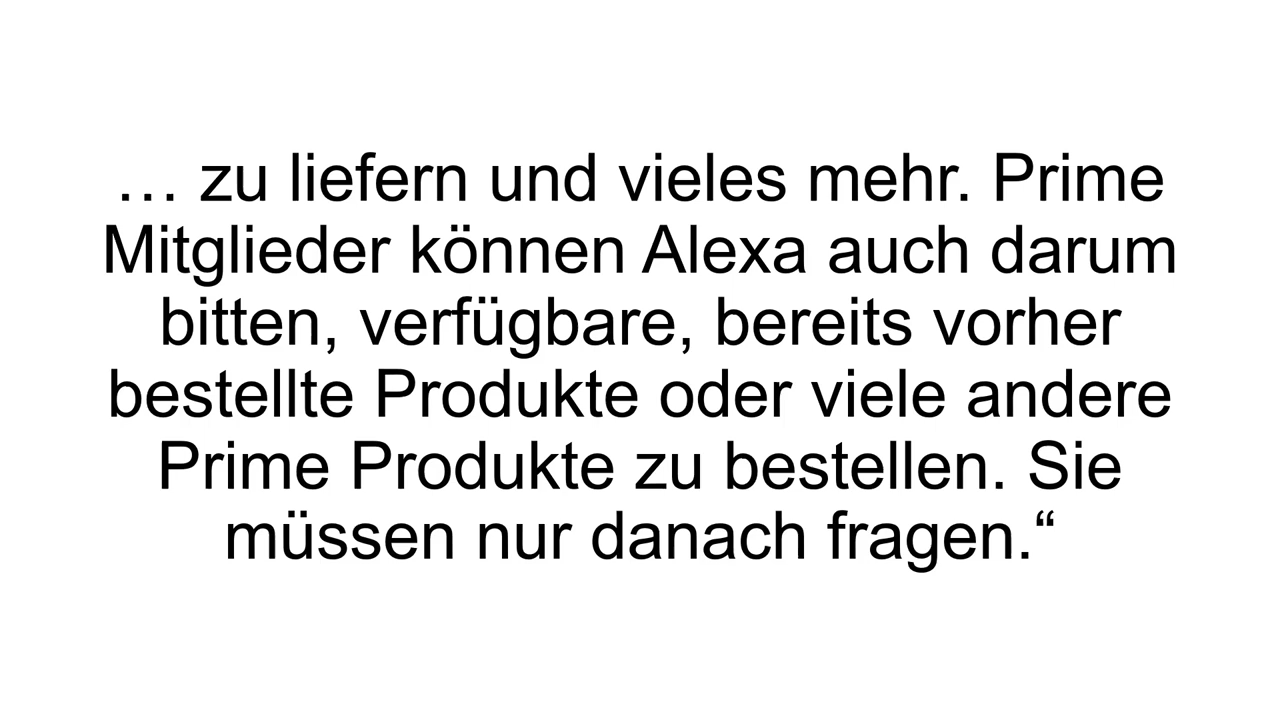 … zu liefern und vieles mehr. Prime
Mitglieder können Alexa auch darum
bitten, verfügbare, bereits vorher
bestellte Produkte oder viele andere
Prime Produkte zu bestellen. Sie
müssen nur danach fragen.“